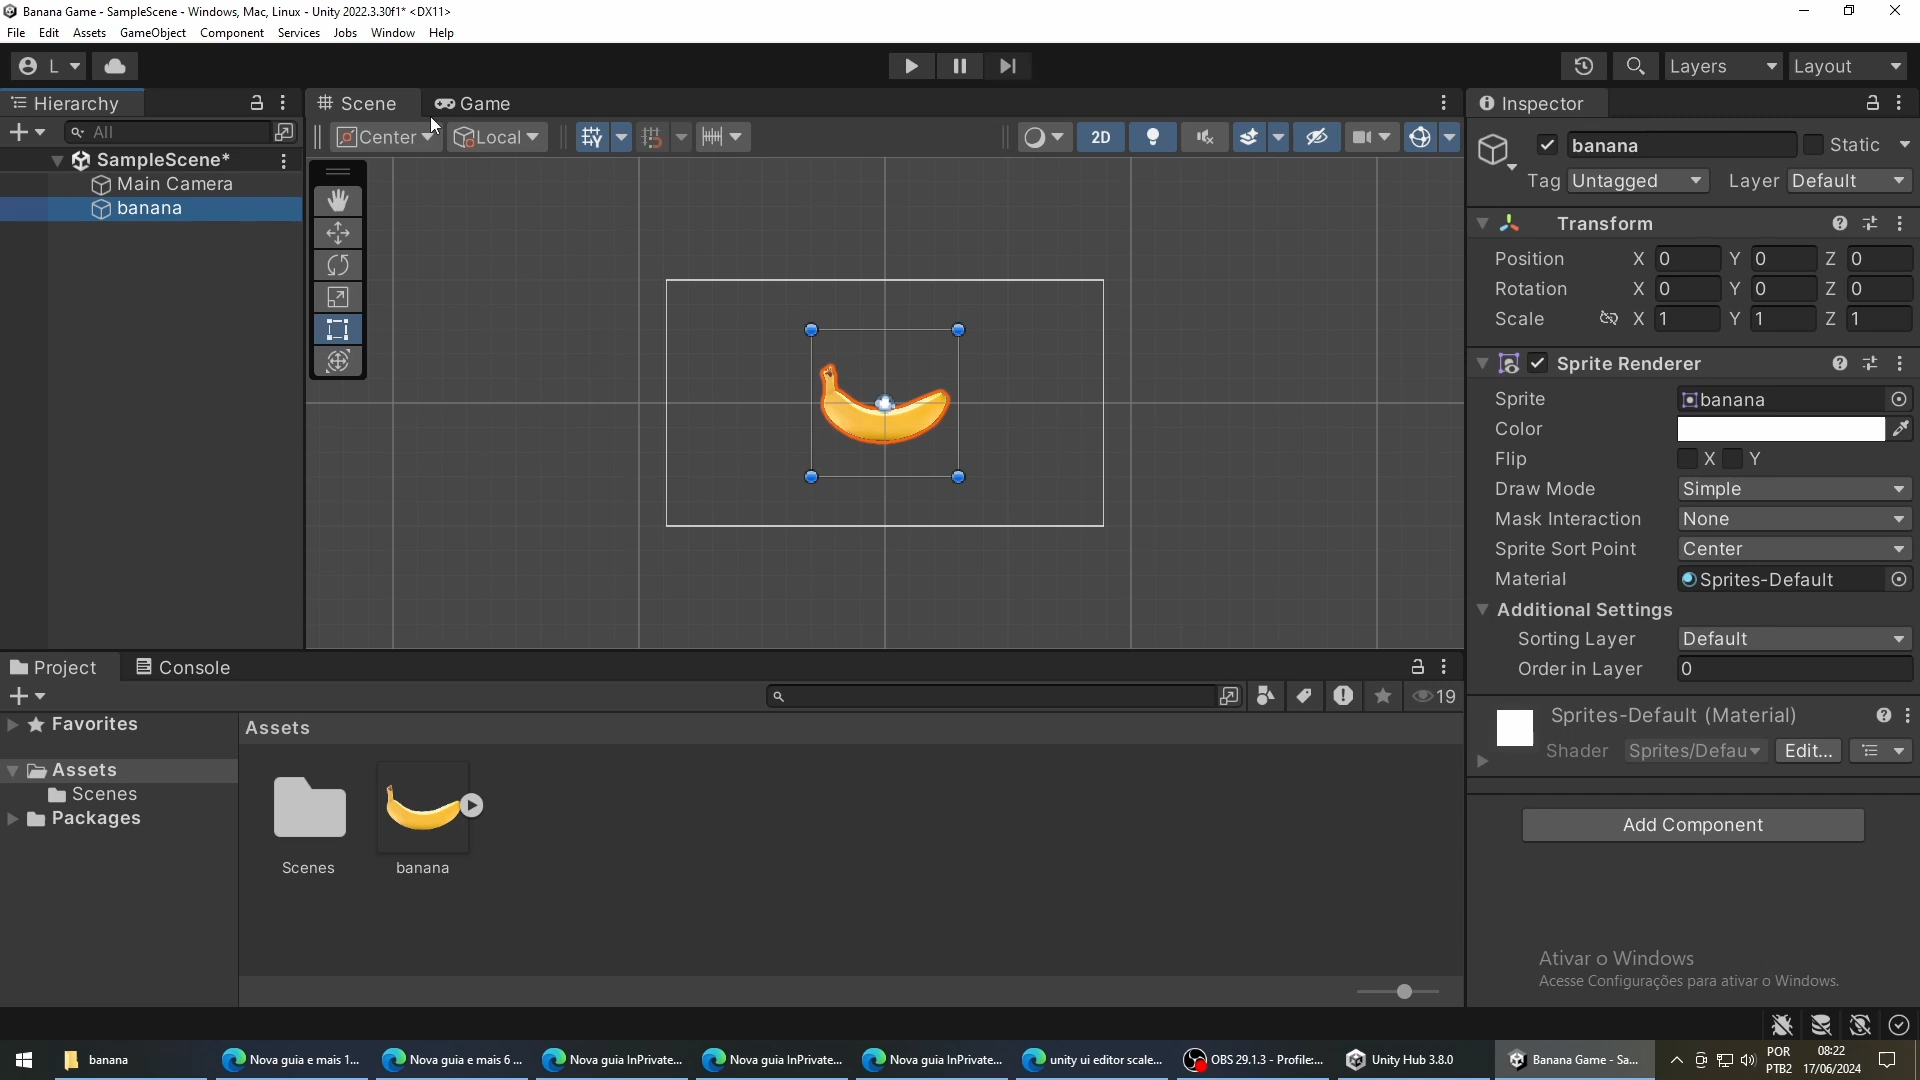 Banana Game - SampleScene - Windows, Mac, Linux - Unity 2022.3.30f1* <DX11>
File Edit Assets GameObject Component Services Jobs Window Help
L Layers Layout
Hierarchy
Scene Game
Inspector
All
Center Local 2D
banana Static
SampleScene*
Main Camera
banana
Tag Untagged Layer Default
Transform
Position X 0 Y 0 Z 0
Rotation X 0 Y 0 Z 0
Scale X 1 Y 1 Z 1
Sprite Renderer
Sprite banana
Color
Flip X Y
Draw Mode Simple
Mask Interaction None
Sprite Sort Point Center
Material Sprites-Default
Additional Settings
Sorting Layer Default
Order in Layer 0
Sprites-Default (Material)
Shader Sprites/Defau Edit...
Add Component
Project Console
19
Favorites
Assets
Scenes
Packages
Assets
Scenes banana
Ativar o Windows
Acesse Configurações para ativar o Windows.
banana
Nova guia e mais 1...
Nova guia e mais 6 ...
Nova guia InPrivate...
Nova guia InPrivate...
Nova guia InPrivate...
unity ui editor scale...
OBS 29.1.3 - Profile:...
Unity Hub 3.8.0
Banana Game - Sa...
POR
PTB2
08:22
17/06/2024